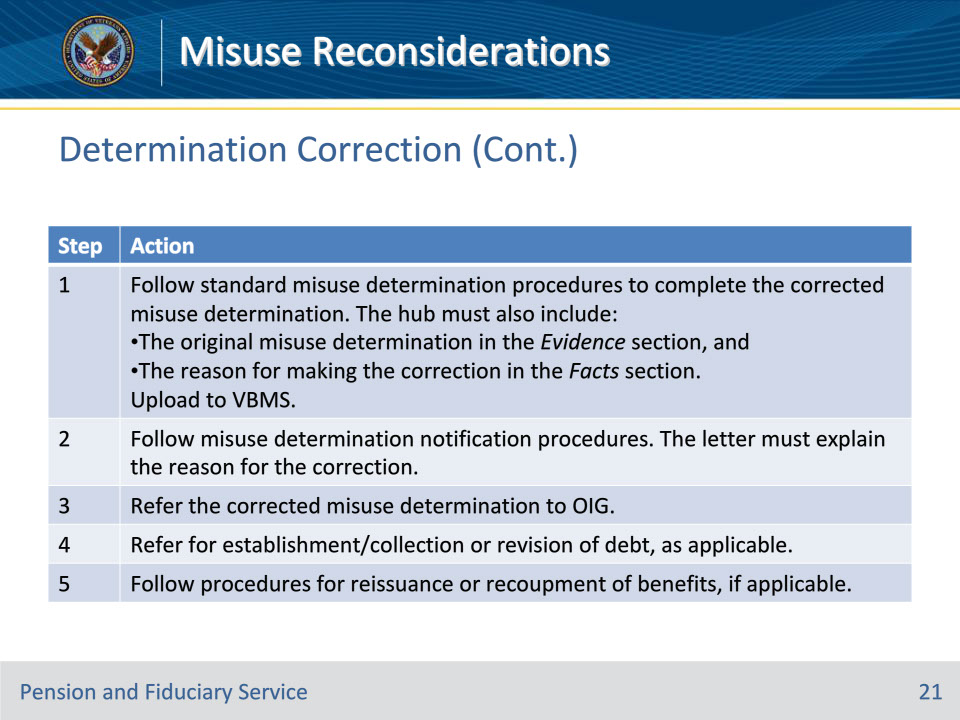 Misuse Reconsiderations
Determination Correction (Cont.)
Step Action
1 Follow standard misuse determination procedures to complete the corrected
misuse determination. The hub must also include:
•The original misuse determination in the Evidence section, and
•The reason for making the correction in the Facts section.
Upload to VBMS.
2 Follow misuse determination notification procedures. The letter must explain
the reason for the correction.
3 Refer the corrected misuse determination to OIG.
4 Refer for establishment/collection or revision of debt, as applicable.
5 Follow procedures for reissuance or recoupment of benefits, if applicable.
Pension and Fiduciary Service 21